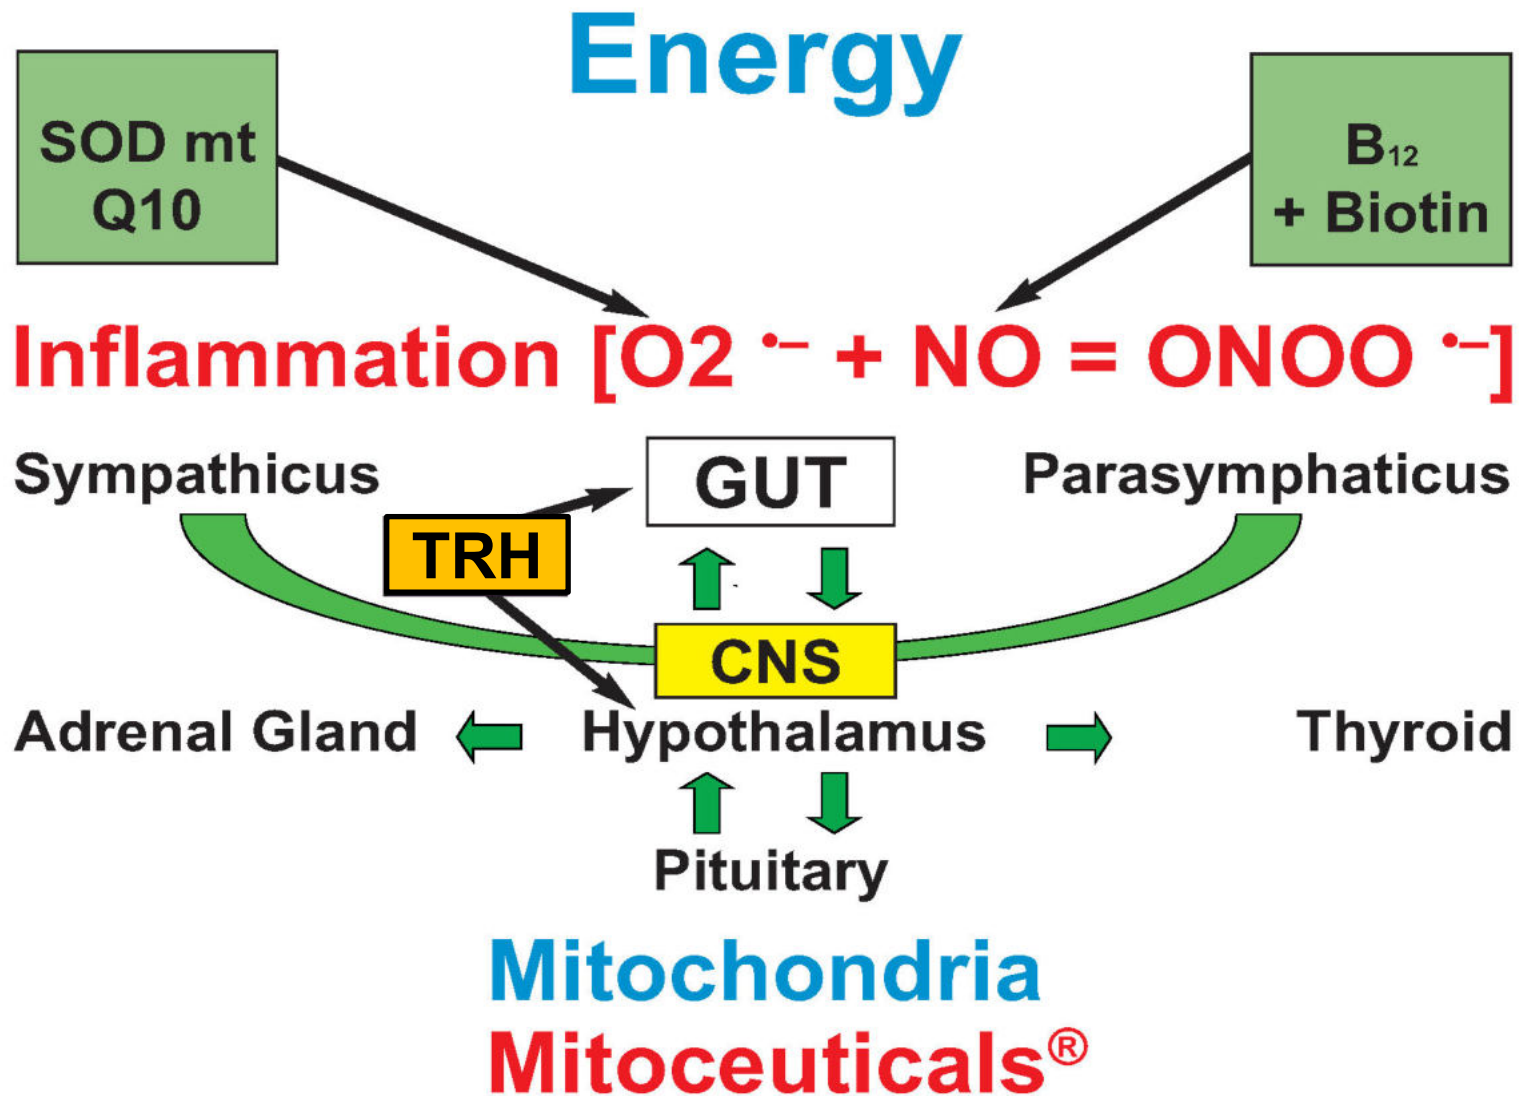 Energy
SOD mt
Q10
B₁₂
+ Biotin
Inflammation [O2 •– + NO = ONOO •–]
Sympathicus
GUT
Parasymphaticus
TRH
CNS
Adrenal Gland
Hypothalamus
Thyroid
Pituitary
Mitochondria
Mitoceuticals®